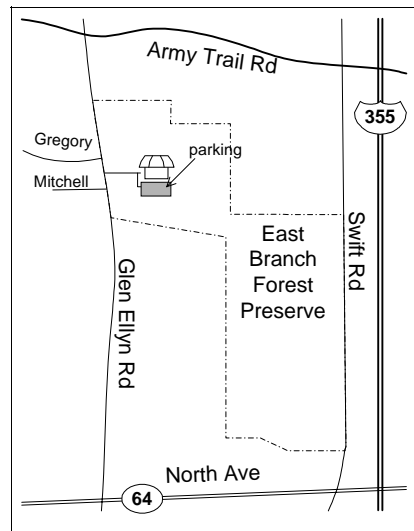 Army Trail Rd
355
Gregory
parking
Mitchell
East
Branch
Forest
Preserve
Swift Rd
Glen Ellyn Rd
North Ave
64